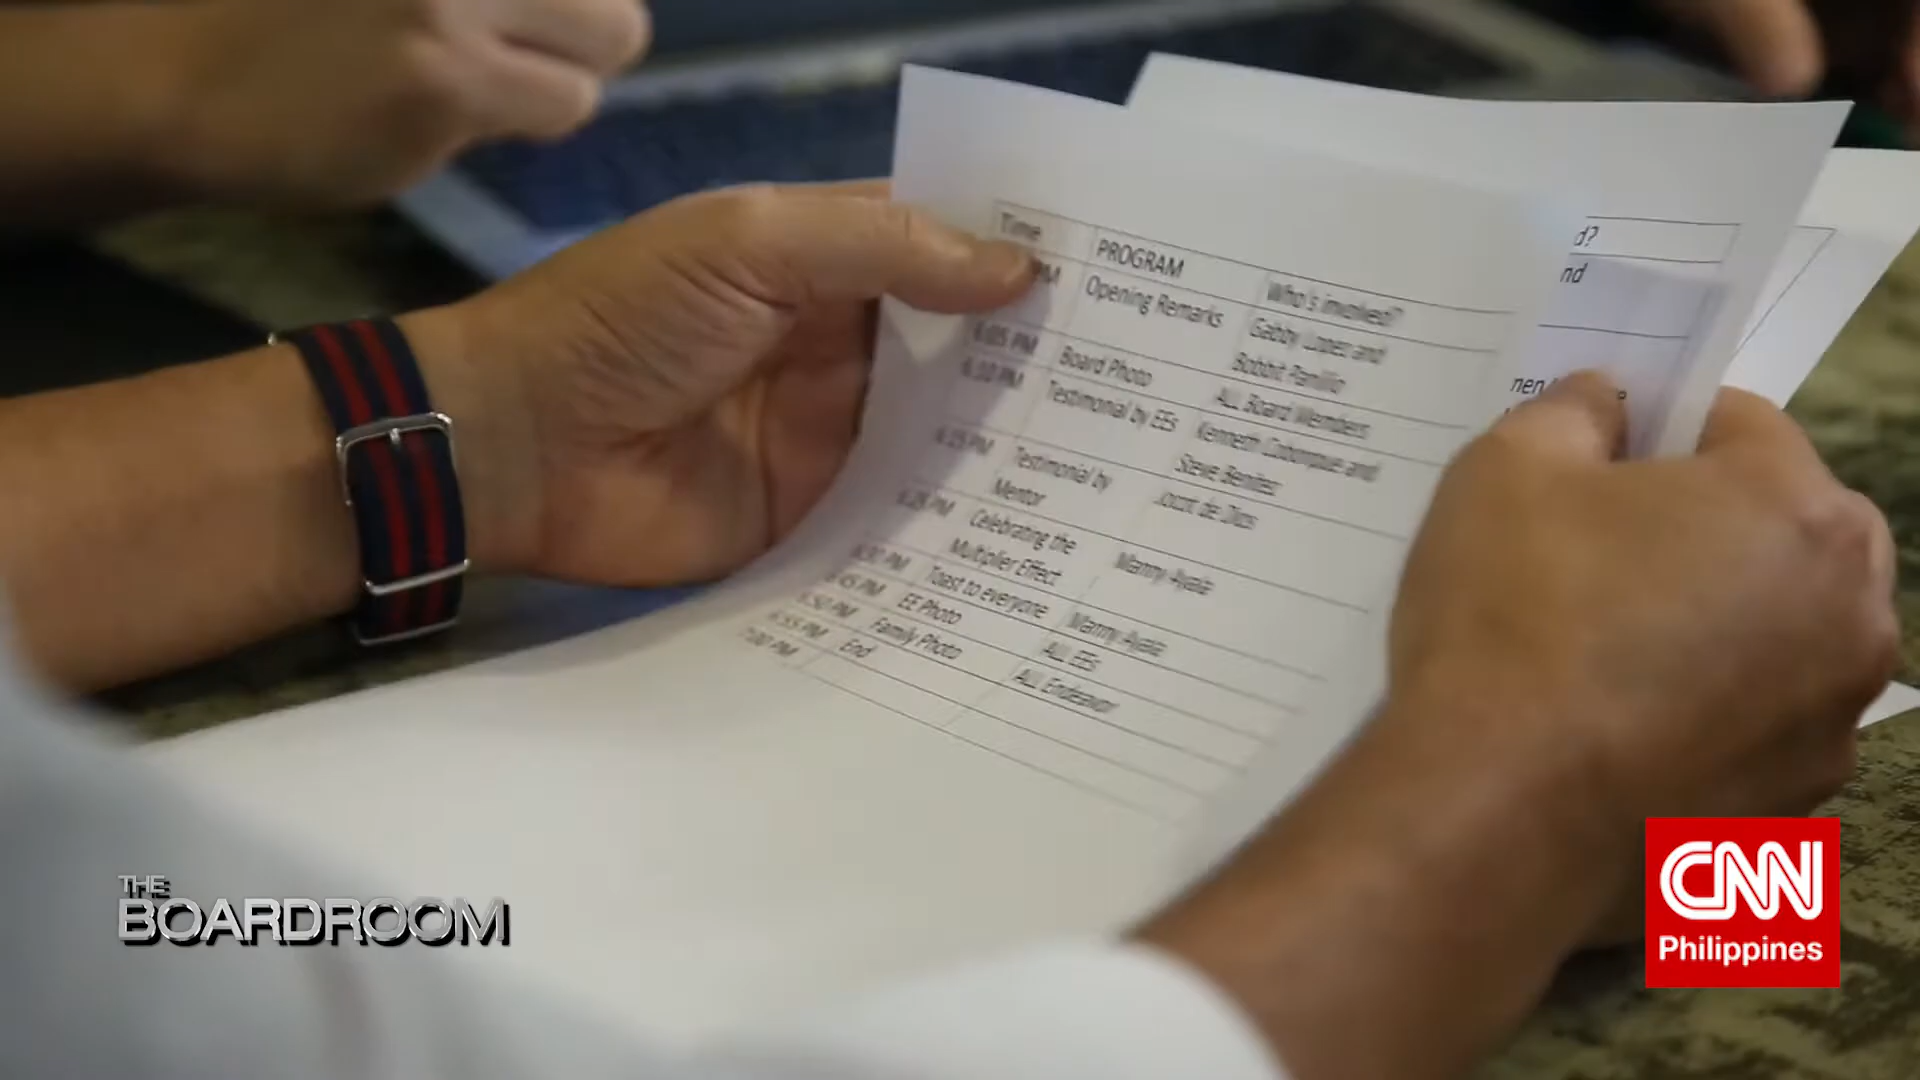 Time PROGRAM Who's involved?
PM Opening Remarks Gabby Lopez and
Bobbit Panlilio
6:05 PM Board Photo ALL Board Members
6:10 PM Testimonial by EEs Kenneth Cobonpue and
Steve Benitez
6:15 PM Testimonial by
Mentor de Dios
6:25 PM Celebrating the Manny Ayala
Multiplier Effect
PM Toast to everyone Manny Ayala
6:45 PM EE Photo ALL EEs
6:50 PM Family Photo ALL Endeavor
6:55 PM End
7:00 PM
d?
nd
THE
BOARDROOM
CNN
Philippines